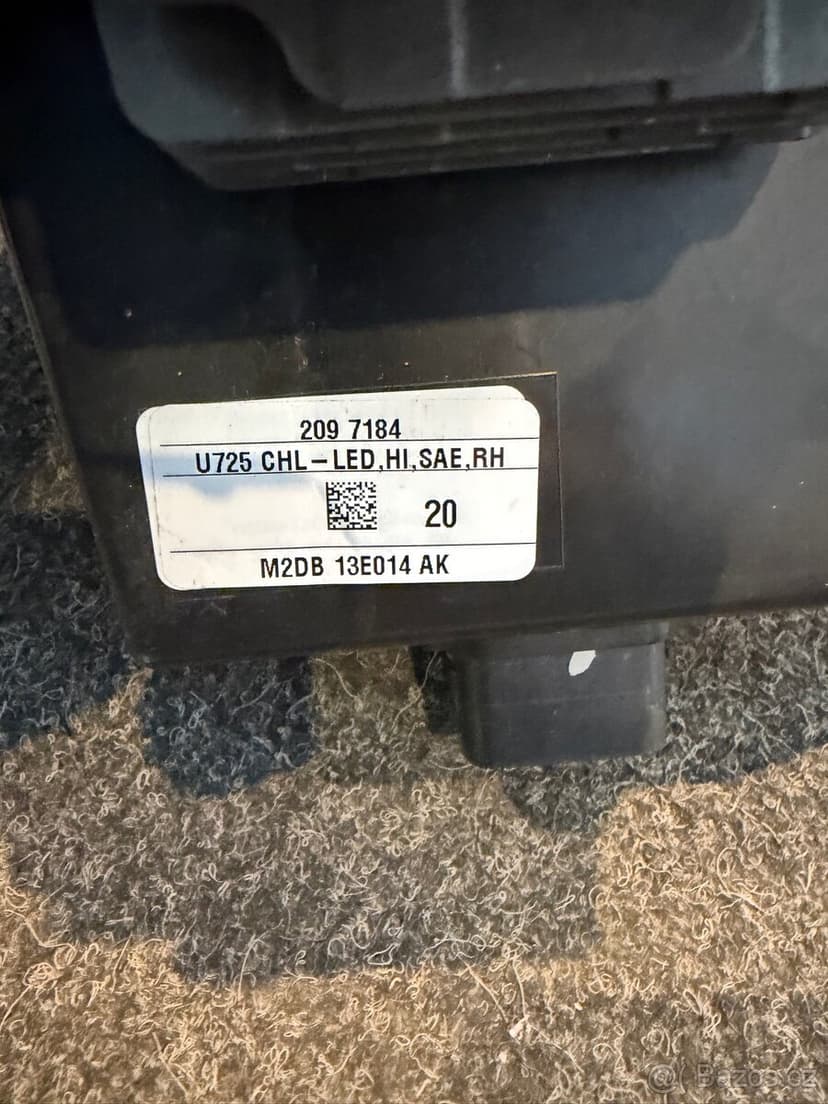 209 7184
U725 CHL-LED,HI,SAE,RH
20
M2DB 13E014 AK
Bazos.cz